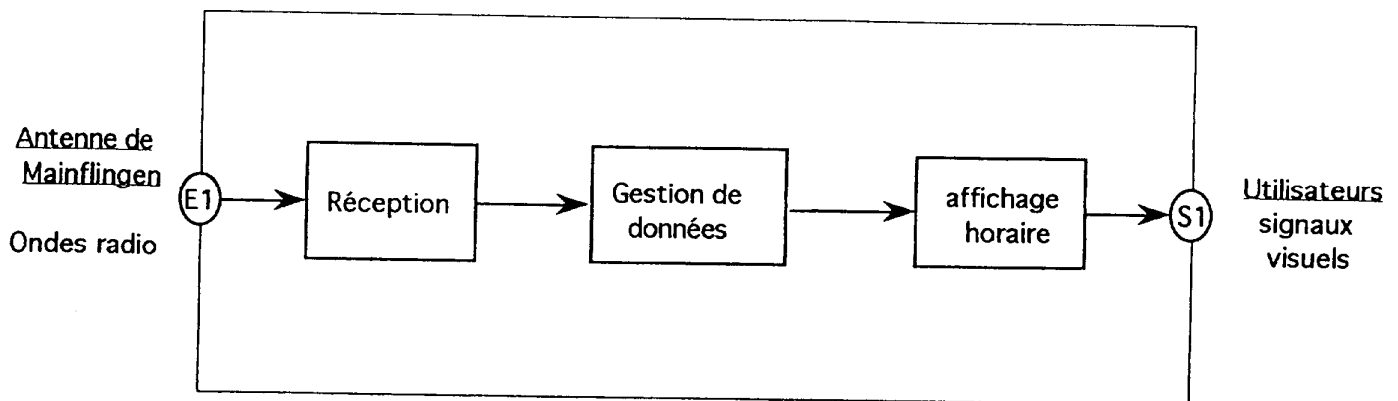 Antenne de
Mainflingen
Ondes radio
E1
Réception
Gestion de
données
affichage
horaire
S1
Utilisateurs
signaux
visuels